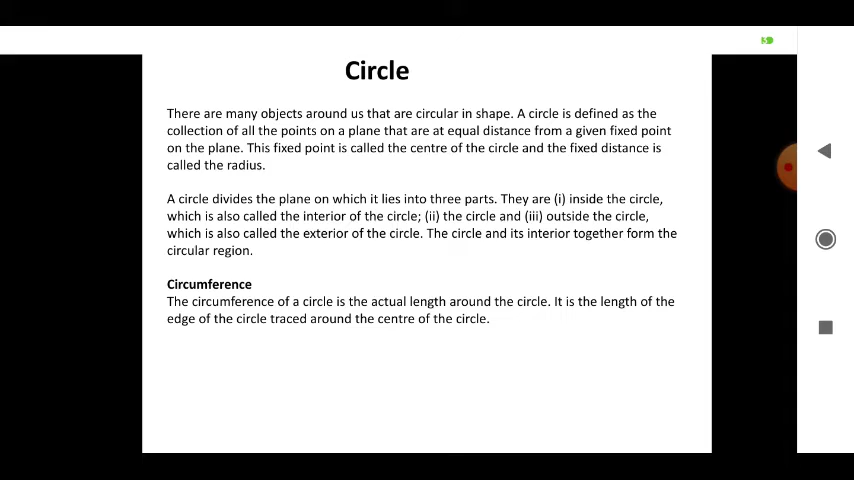 Circle
There are many objects around us that are circular in shape. A circle is defined as the
collection of all the points on a plane that are at equal distance from a given fixed point
on the plane. This fixed point is called the centre of the circle and the fixed distance is
called the radius.
A circle divides the plane on which it lies into three parts. They are (i) inside the circle,
which is also called the interior of the circle; (ii) the circle and (iii) outside the circle,
which is also called the exterior of the circle. The circle and its interior together form the
circular region.
Circumference
The circumference of a circle is the actual length around the circle. It is the length of the
edge of the circle traced around the centre of the circle.